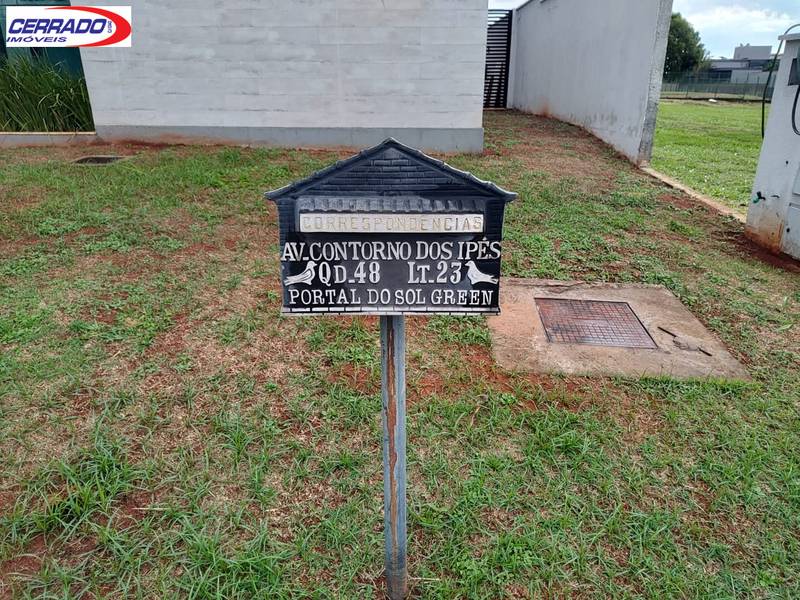 CERRADO
IMÓVEIS
CORRESPONDENCIAS
AV. CONTORNO DOS IPÊS
QD.48 LT.23
PORTAL DO SOL GREEN